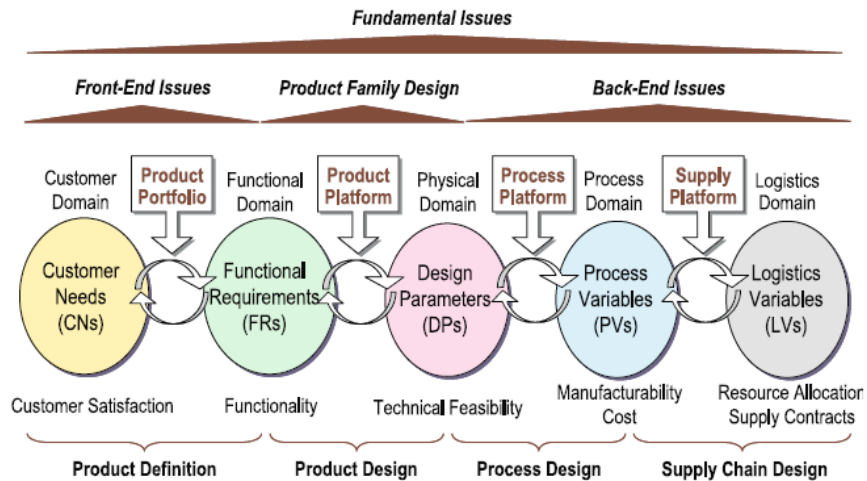 Fundamental Issues
Front-End Issues
Product Family Design
Back-End Issues
Customer
Domain
Product
Portfolio
Functional
Domain
Product
Platform
Physical
Domain
Process
Platform
Process
Domain
Supply
Platform
Logistics
Domain
Customer
Needs
(CNs)
Functional
Requirements
(FRs)
Design
Parameters
(DPs)
Process
Variables
(PVs)
Logistics
Variables
(LVs)
Customer Satisfaction
Functionality
Technical Feasibility
Manufacturability
Cost
Resource Allocation
Supply Contracts
Product Definition
Product Design
Process Design
Supply Chain Design